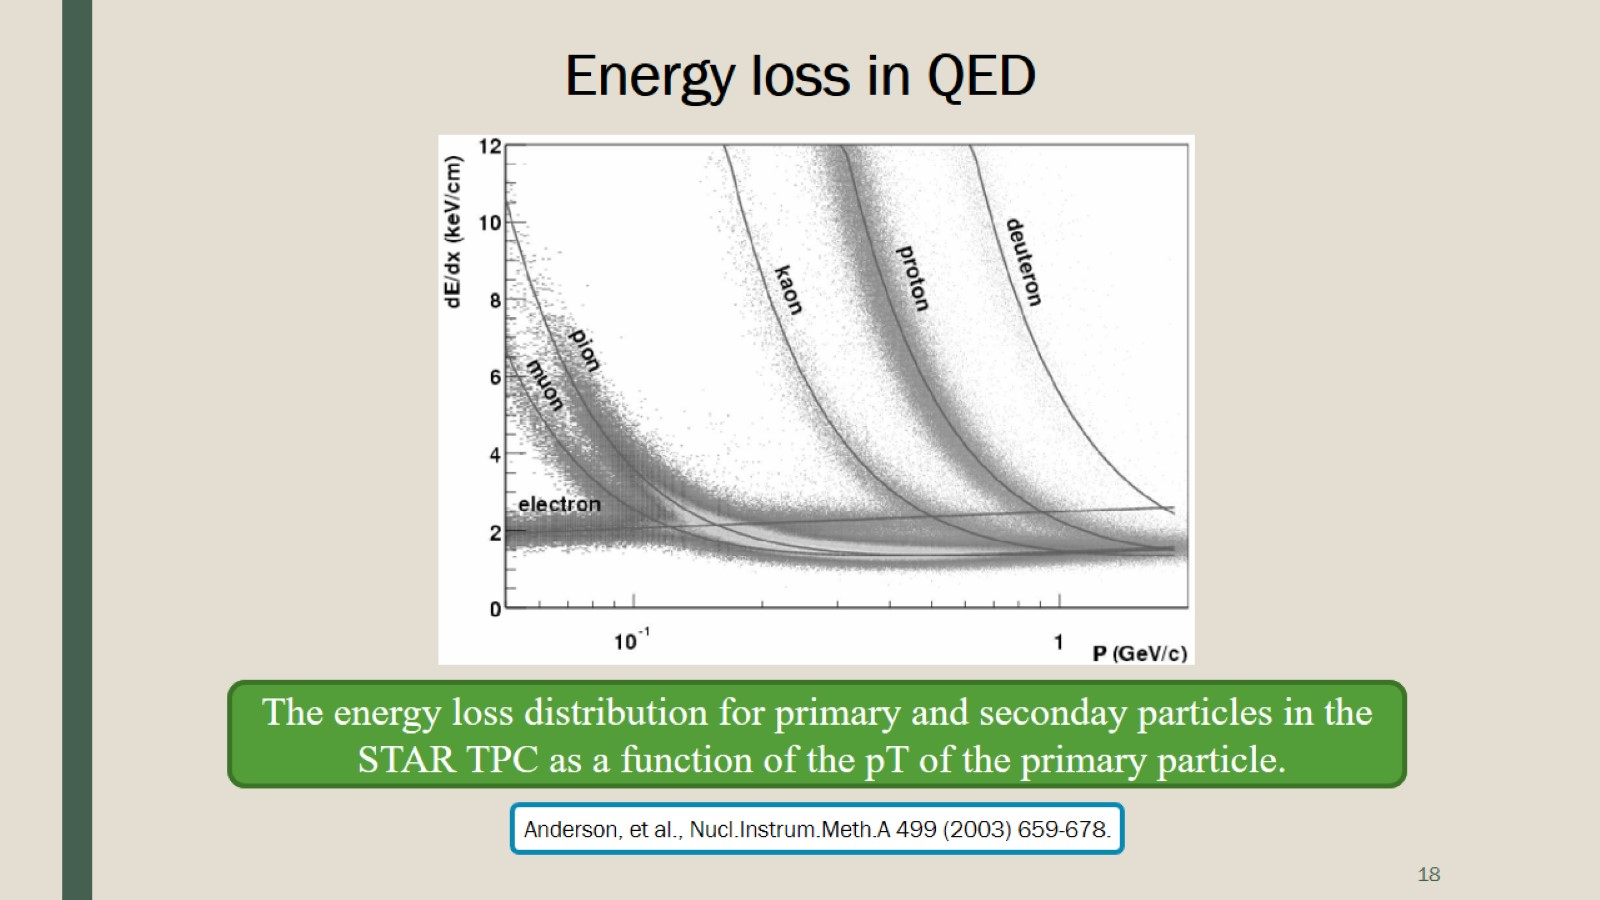 Energy loss in QED
dE/dx (keV/cm)
12
10
8
6
4
2
0
pion
muon
electron
kaon
proton
deuteron
10⁻¹
1
P (GeV/c)
The energy loss distribution for primary and seconday particles in the
STAR TPC as a function of the pT of the primary particle.
Anderson, et al., Nucl.Instrum.Meth.A 499 (2003) 659-678.
18